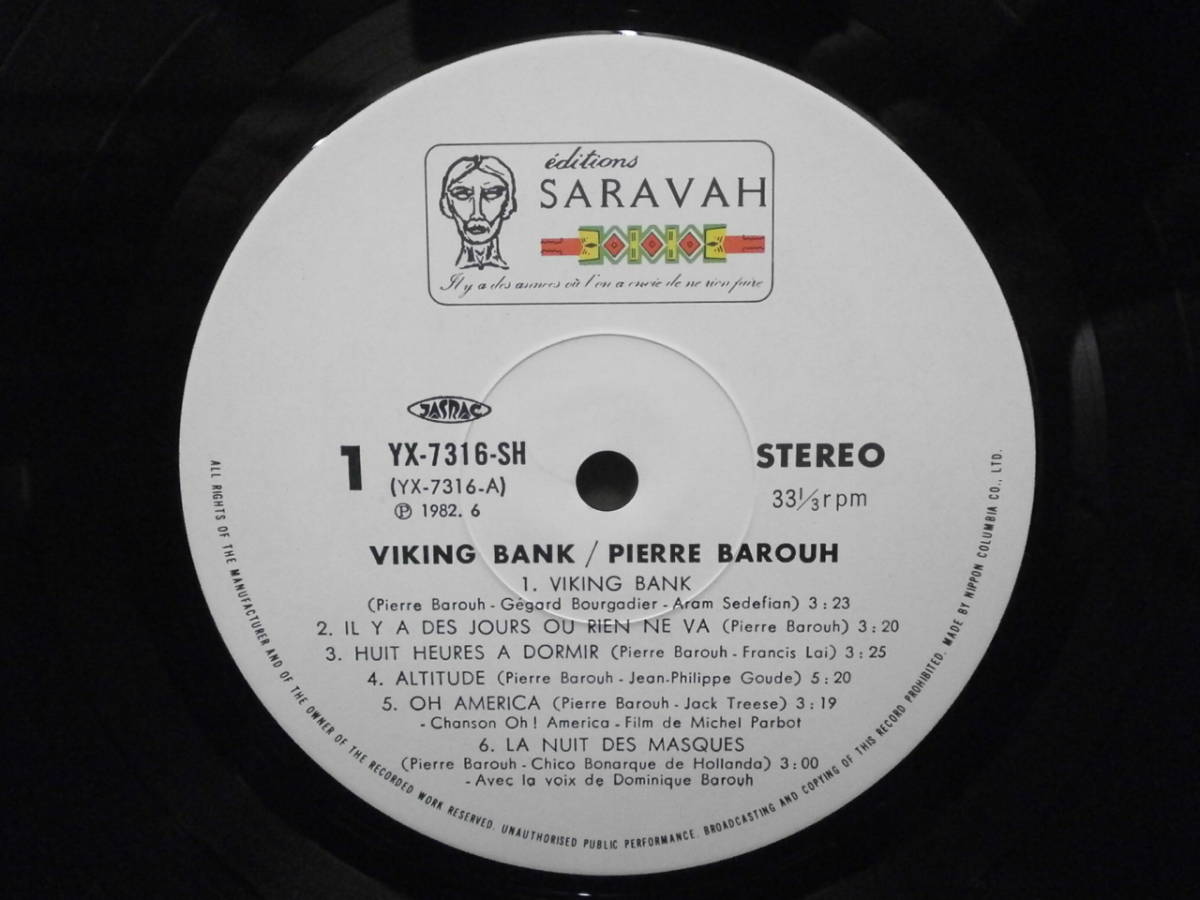 éditions
SARAVAH
Il y a des années où l'on a envie de ne rien faire
JASRAC
1 YX-7316-SH STEREO
(YX-7316-A) 33 1/3 rpm
Ⓟ 1982. 6
VIKING BANK / PIERRE BAROUH
1. VIKING BANK
(Pierre Barouh - Gégard Bourgadier - Aram Sedefian) 3:23
2. IL Y A DES JOURS OU RIEN NE VA (Pierre Barouh) 3:20
3. HUIT HEURES A DORMIR (Pierre Barouh - Francis Lai) 3:25
4. ALTITUDE (Pierre Barouh - Jean-Philippe Goude) 5:20
5. OH AMERICA (Pierre Barouh - Jack Treese) 3:19
- Chanson Oh! America - Film de Michel Parbot
6. LA NUIT DES MASQUES
(Pierre Barouh - Chico Bonarque de Hollanda) 3:00
- Avec la voix de Dominique Barouh
ALL RIGHTS OF THE MANUFACTURER AND OF THE OWNER OF THE RECORDED WORK RESERVED. UNAUTHORISED PUBLIC PERFORMANCE. BROADCASTING AND COPYING OF THIS RECORD PROHIBITED. MADE BY NIPPON COLUMBIA CO., LTD.